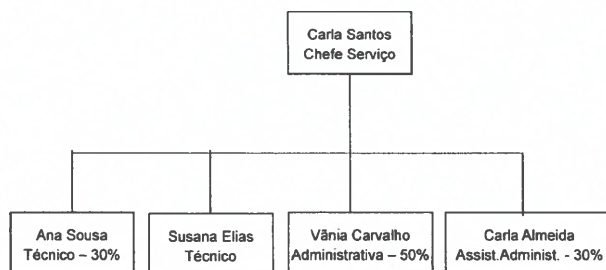 Carla Santos
Chefe Serviço
Ana Sousa
Técnico – 30%
Susana Elias
Técnico
Vãnia Carvalho
Administrativa – 50%
Carla Almeida
Assist.Administ. - 30%